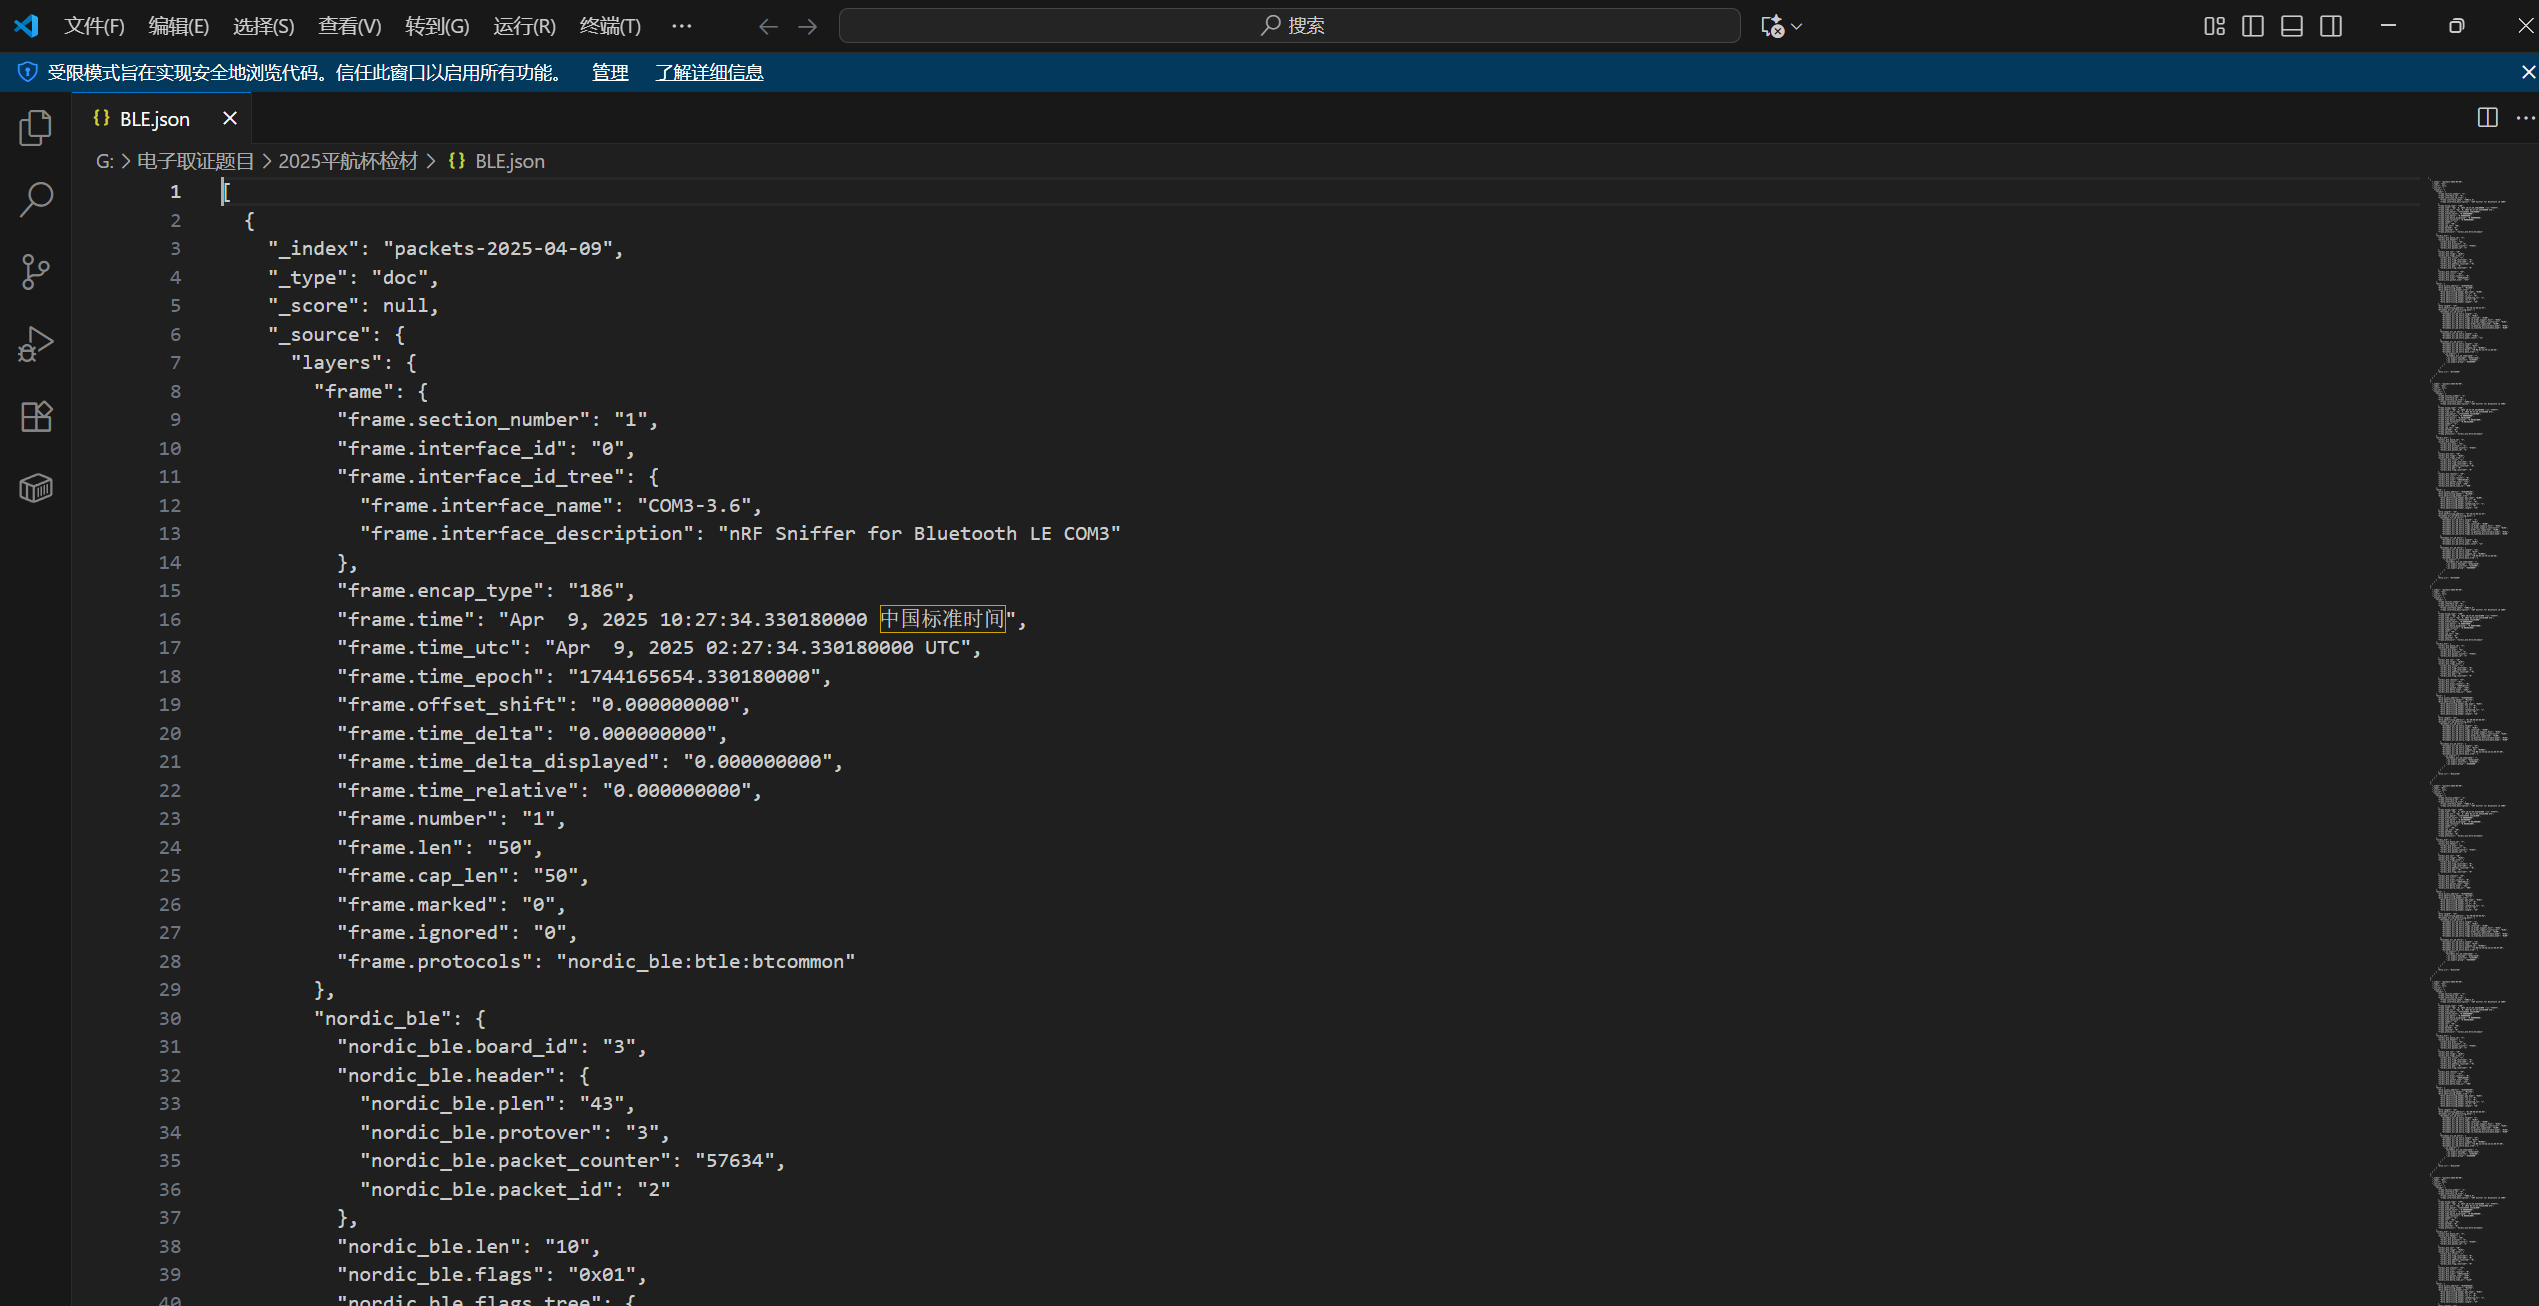 文件(F) 编辑(E) 选择(S) 查看(V) 转到(G) 运行(R) 终端(T) ··· 搜索
受限模式旨在实现安全地浏览代码。信任此窗口以启用所有功能。 管理 了解详细信息
{} BLE.json
G: > 电子取证题目 > 2025平航杯检材 > {} BLE.json
1 [
2 {
3 "_index": "packets-2025-04-09",
4 "_type": "doc",
5 "_score": null,
6 "_source": {
7 "layers": {
8 "frame": {
9 "frame.section_number": "1",
10 "frame.interface_id": "0",
11 "frame.interface_id_tree": {
12 "frame.interface_name": "COM3-3.6",
13 "frame.interface_description": "nRF Sniffer for Bluetooth LE COM3"
14 },
15 "frame.encap_type": "186",
16 "frame.time": "Apr  9, 2025 10:27:34.330180000 中国标准时间",
17 "frame.time_utc": "Apr  9, 2025 02:27:34.330180000 UTC",
18 "frame.time_epoch": "1744165654.330180000",
19 "frame.offset_shift": "0.000000000",
20 "frame.time_delta": "0.000000000",
21 "frame.time_delta_displayed": "0.000000000",
22 "frame.time_relative": "0.000000000",
23 "frame.number": "1",
24 "frame.len": "50",
25 "frame.cap_len": "50",
26 "frame.marked": "0",
27 "frame.ignored": "0",
28 "frame.protocols": "nordic_ble:btle:btcommon"
29 },
30 "nordic_ble": {
31 "nordic_ble.board_id": "3",
32 "nordic_ble.header": {
33 "nordic_ble.plen": "43",
34 "nordic_ble.protover": "3",
35 "nordic_ble.packet_counter": "57634",
36 "nordic_ble.packet_id": "2"
37 },
38 "nordic_ble.len": "10",
39 "nordic_ble.flags": "0x01",
40 "nordic_ble.flags_tree": {